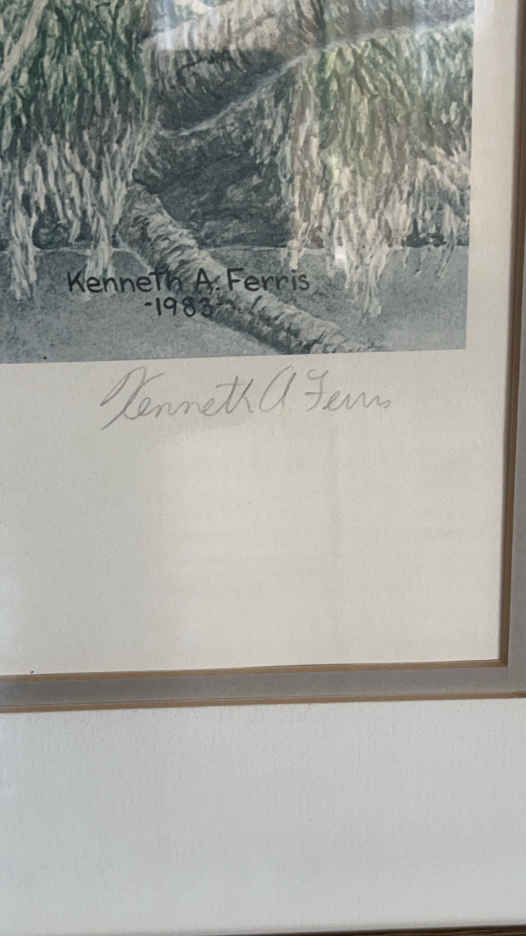 Kenneth A. Ferris
-1983-
Kenneth A Ferris